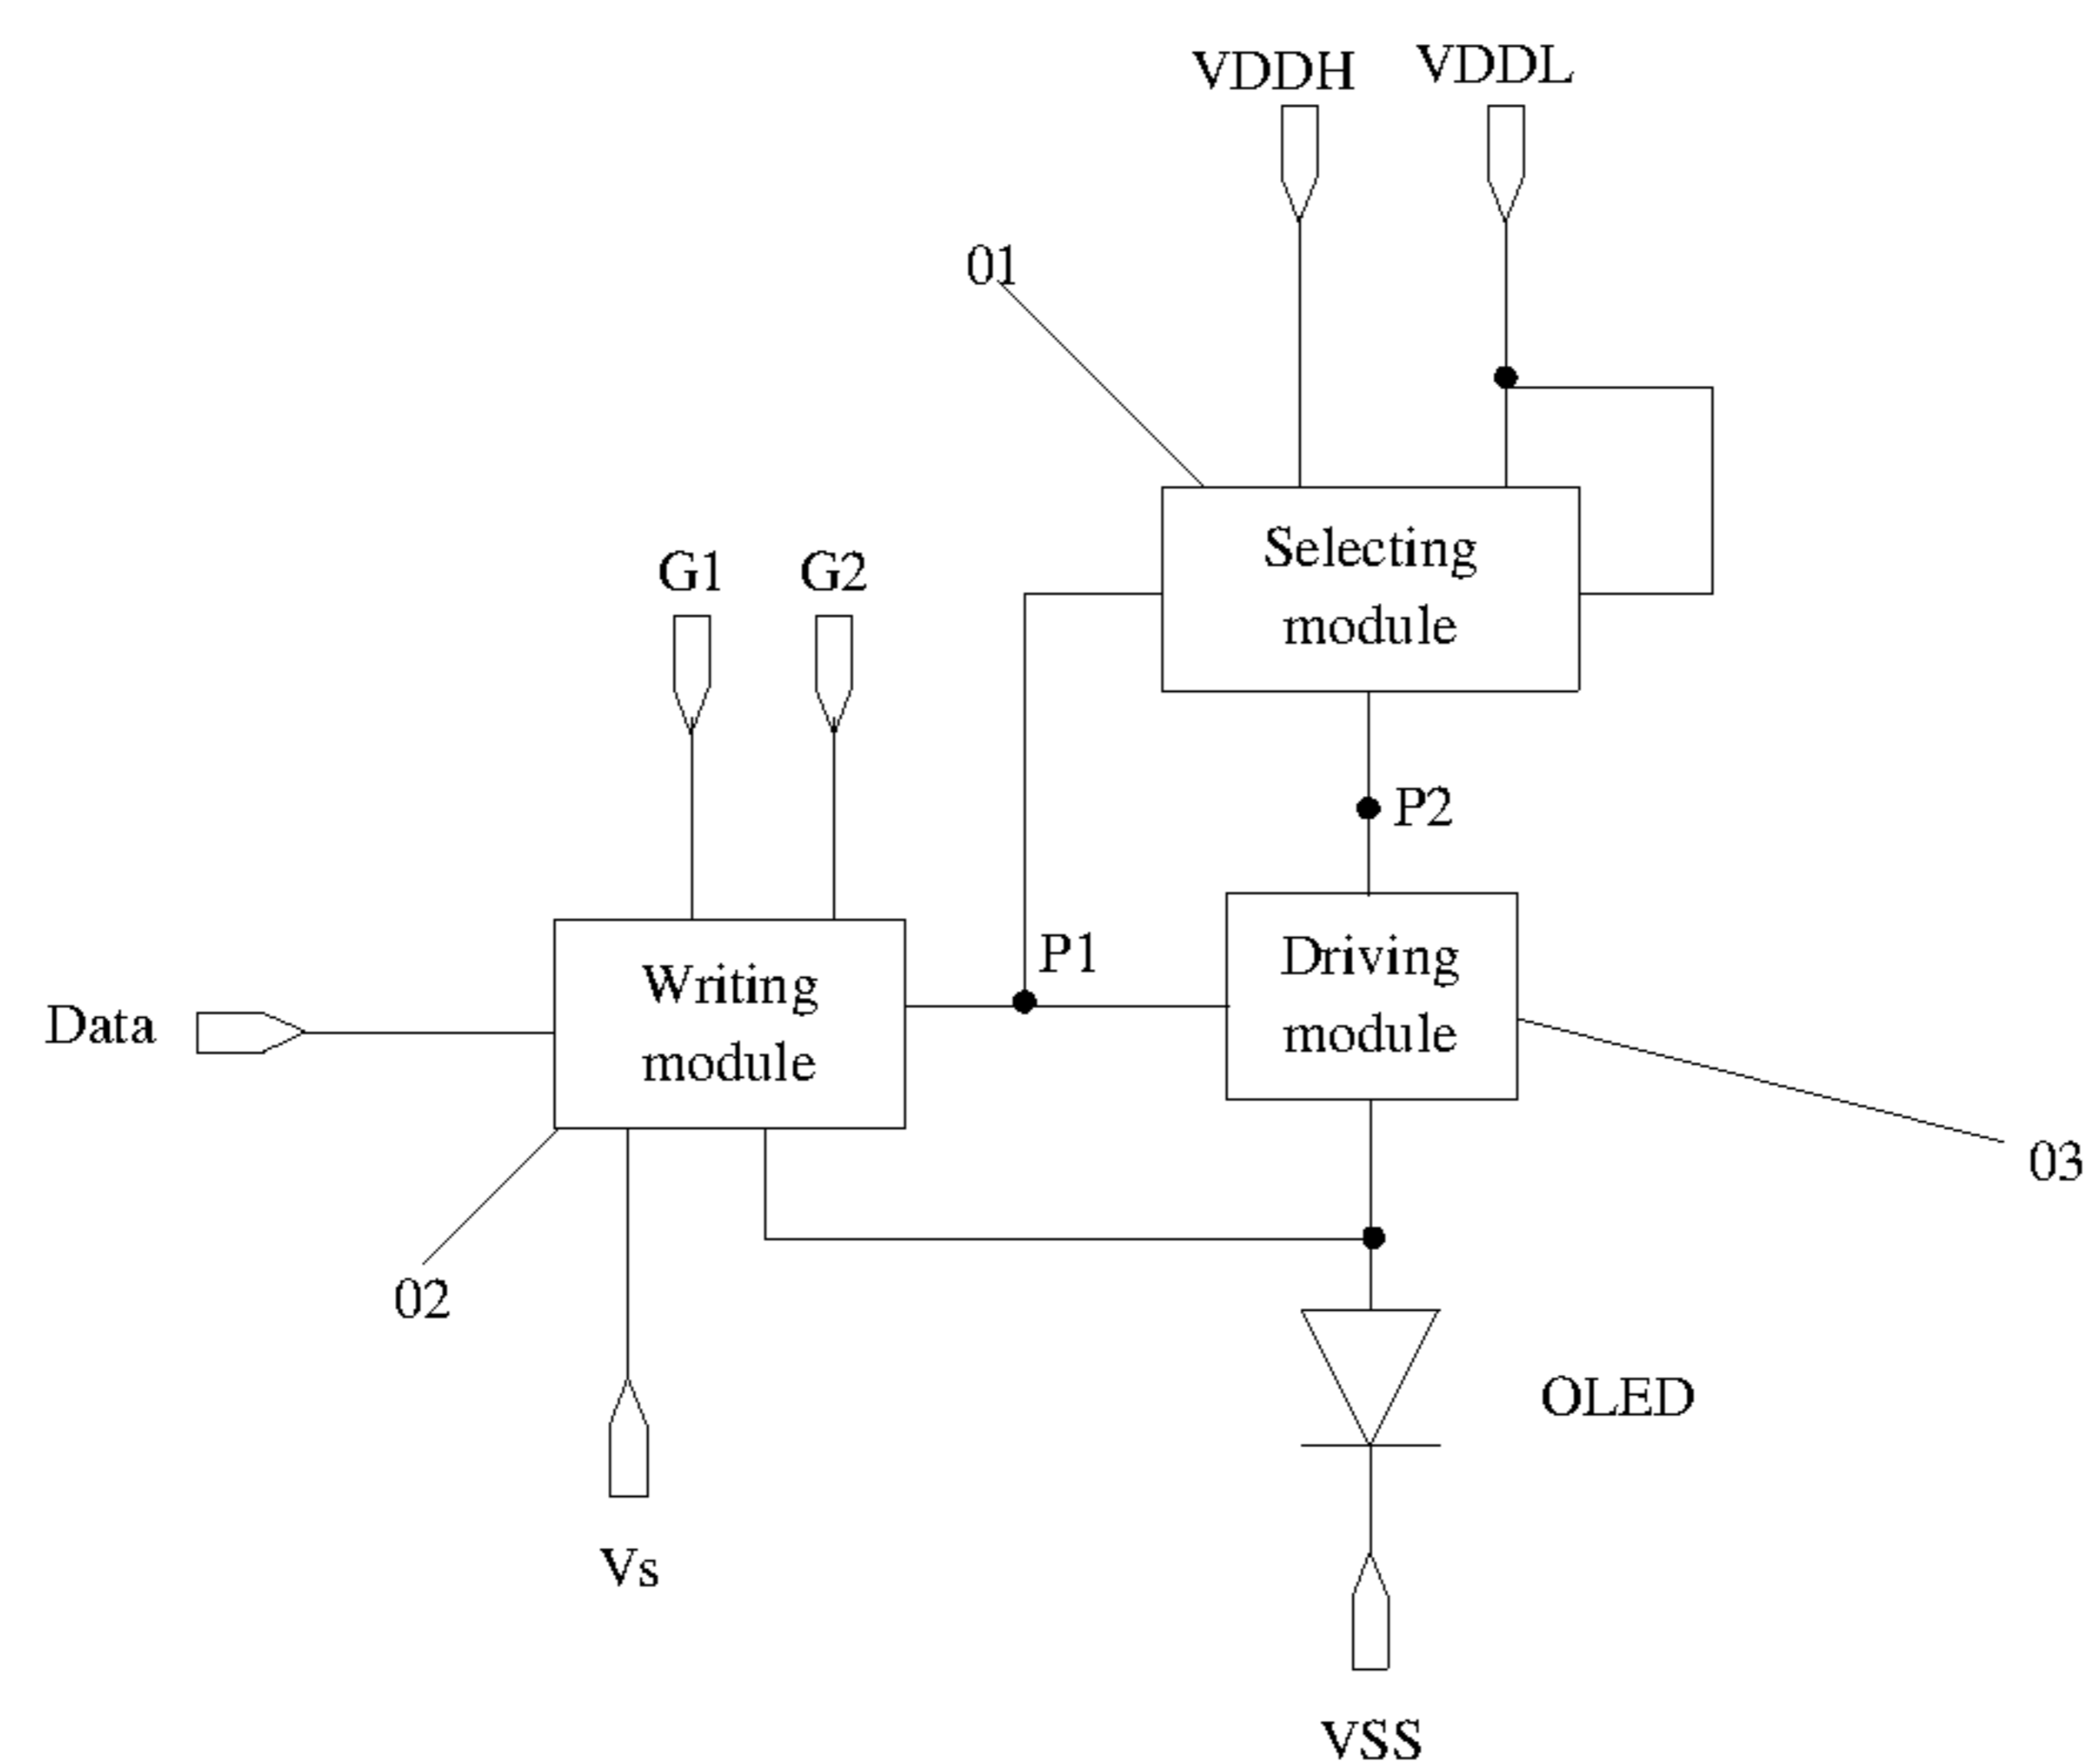 VDDH
VDDL
01
Selecting
module
G1
G2
P2
P1
Writing
module
Driving
module
Data
03
02
OLED
Vs
VSS